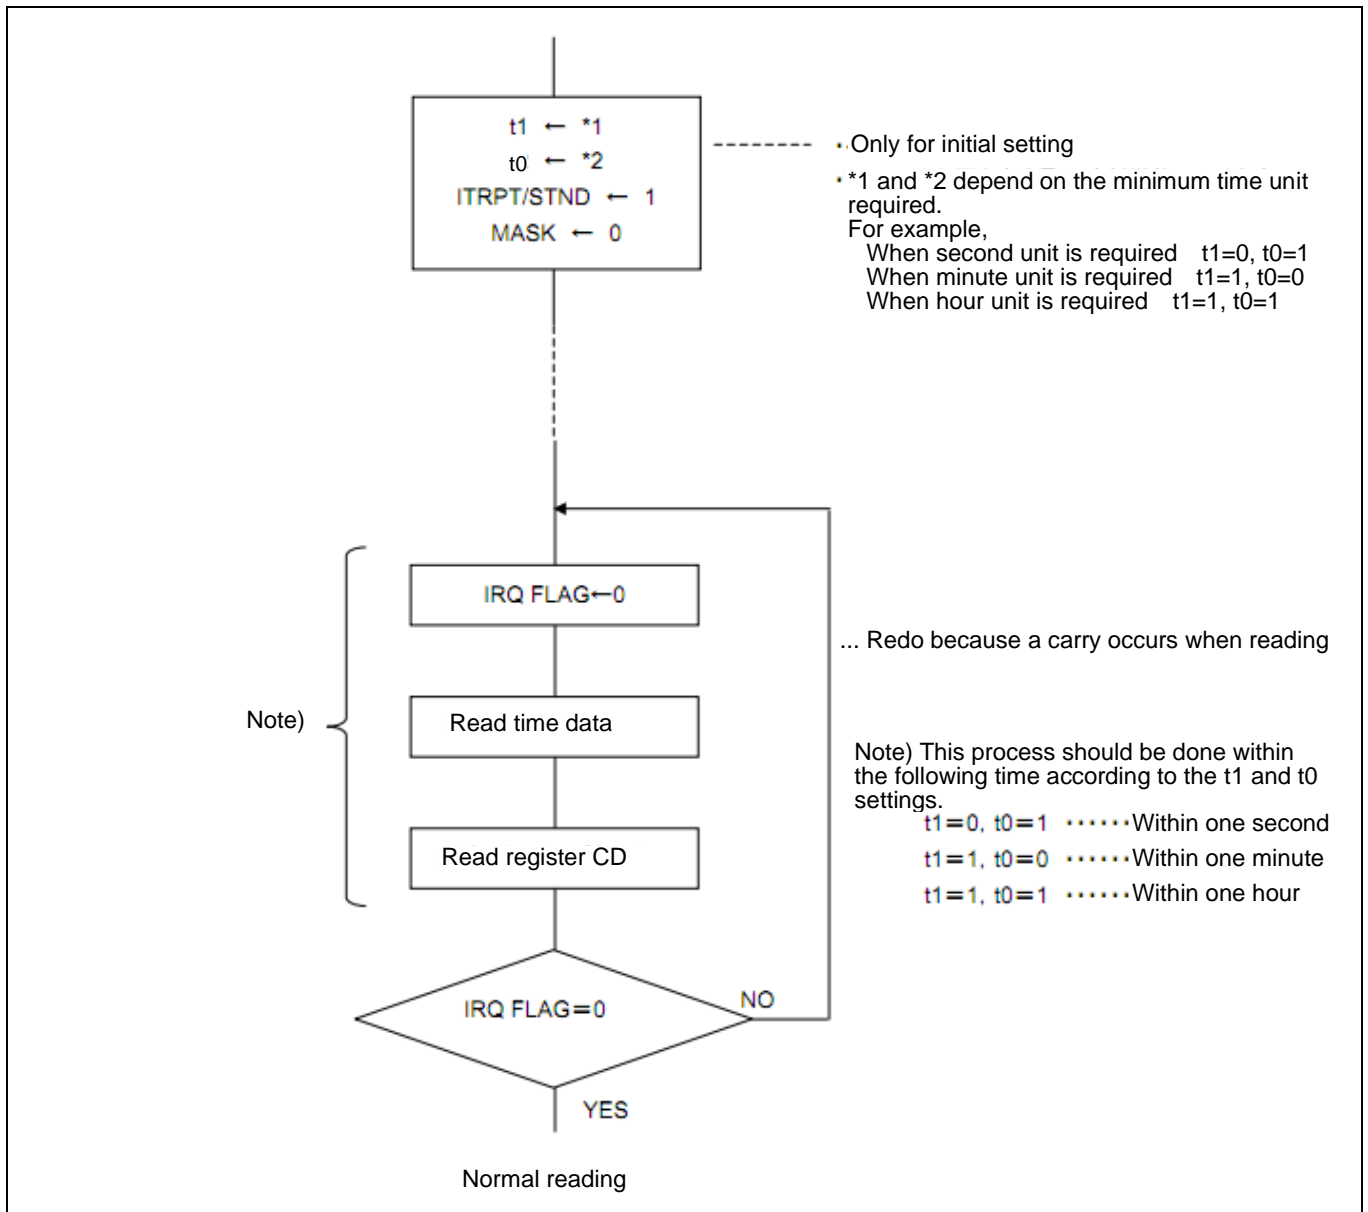 t1 ← *1
t0 ← *2
ITRPT/STND ← 1
MASK ← 0
·Only for initial setting
·*1 and *2 depend on the minimum time unit
required.
For example,
When second unit is required t1=0, t0=1
When minute unit is required t1=1, t0=0
When hour unit is required t1=1, t0=1
IRQ FLAG←0
... Redo because a carry occurs when reading
Read time data
Note)
Note) This process should be done within
the following time according to the t1 and t0
settings.
t1=0, t0=1 ······Within one second
t1=1, t0=0 ······Within one minute
t1=1, t0=1 ······Within one hour
Read register CD
IRQ FLAG=0
NO
YES
Normal reading